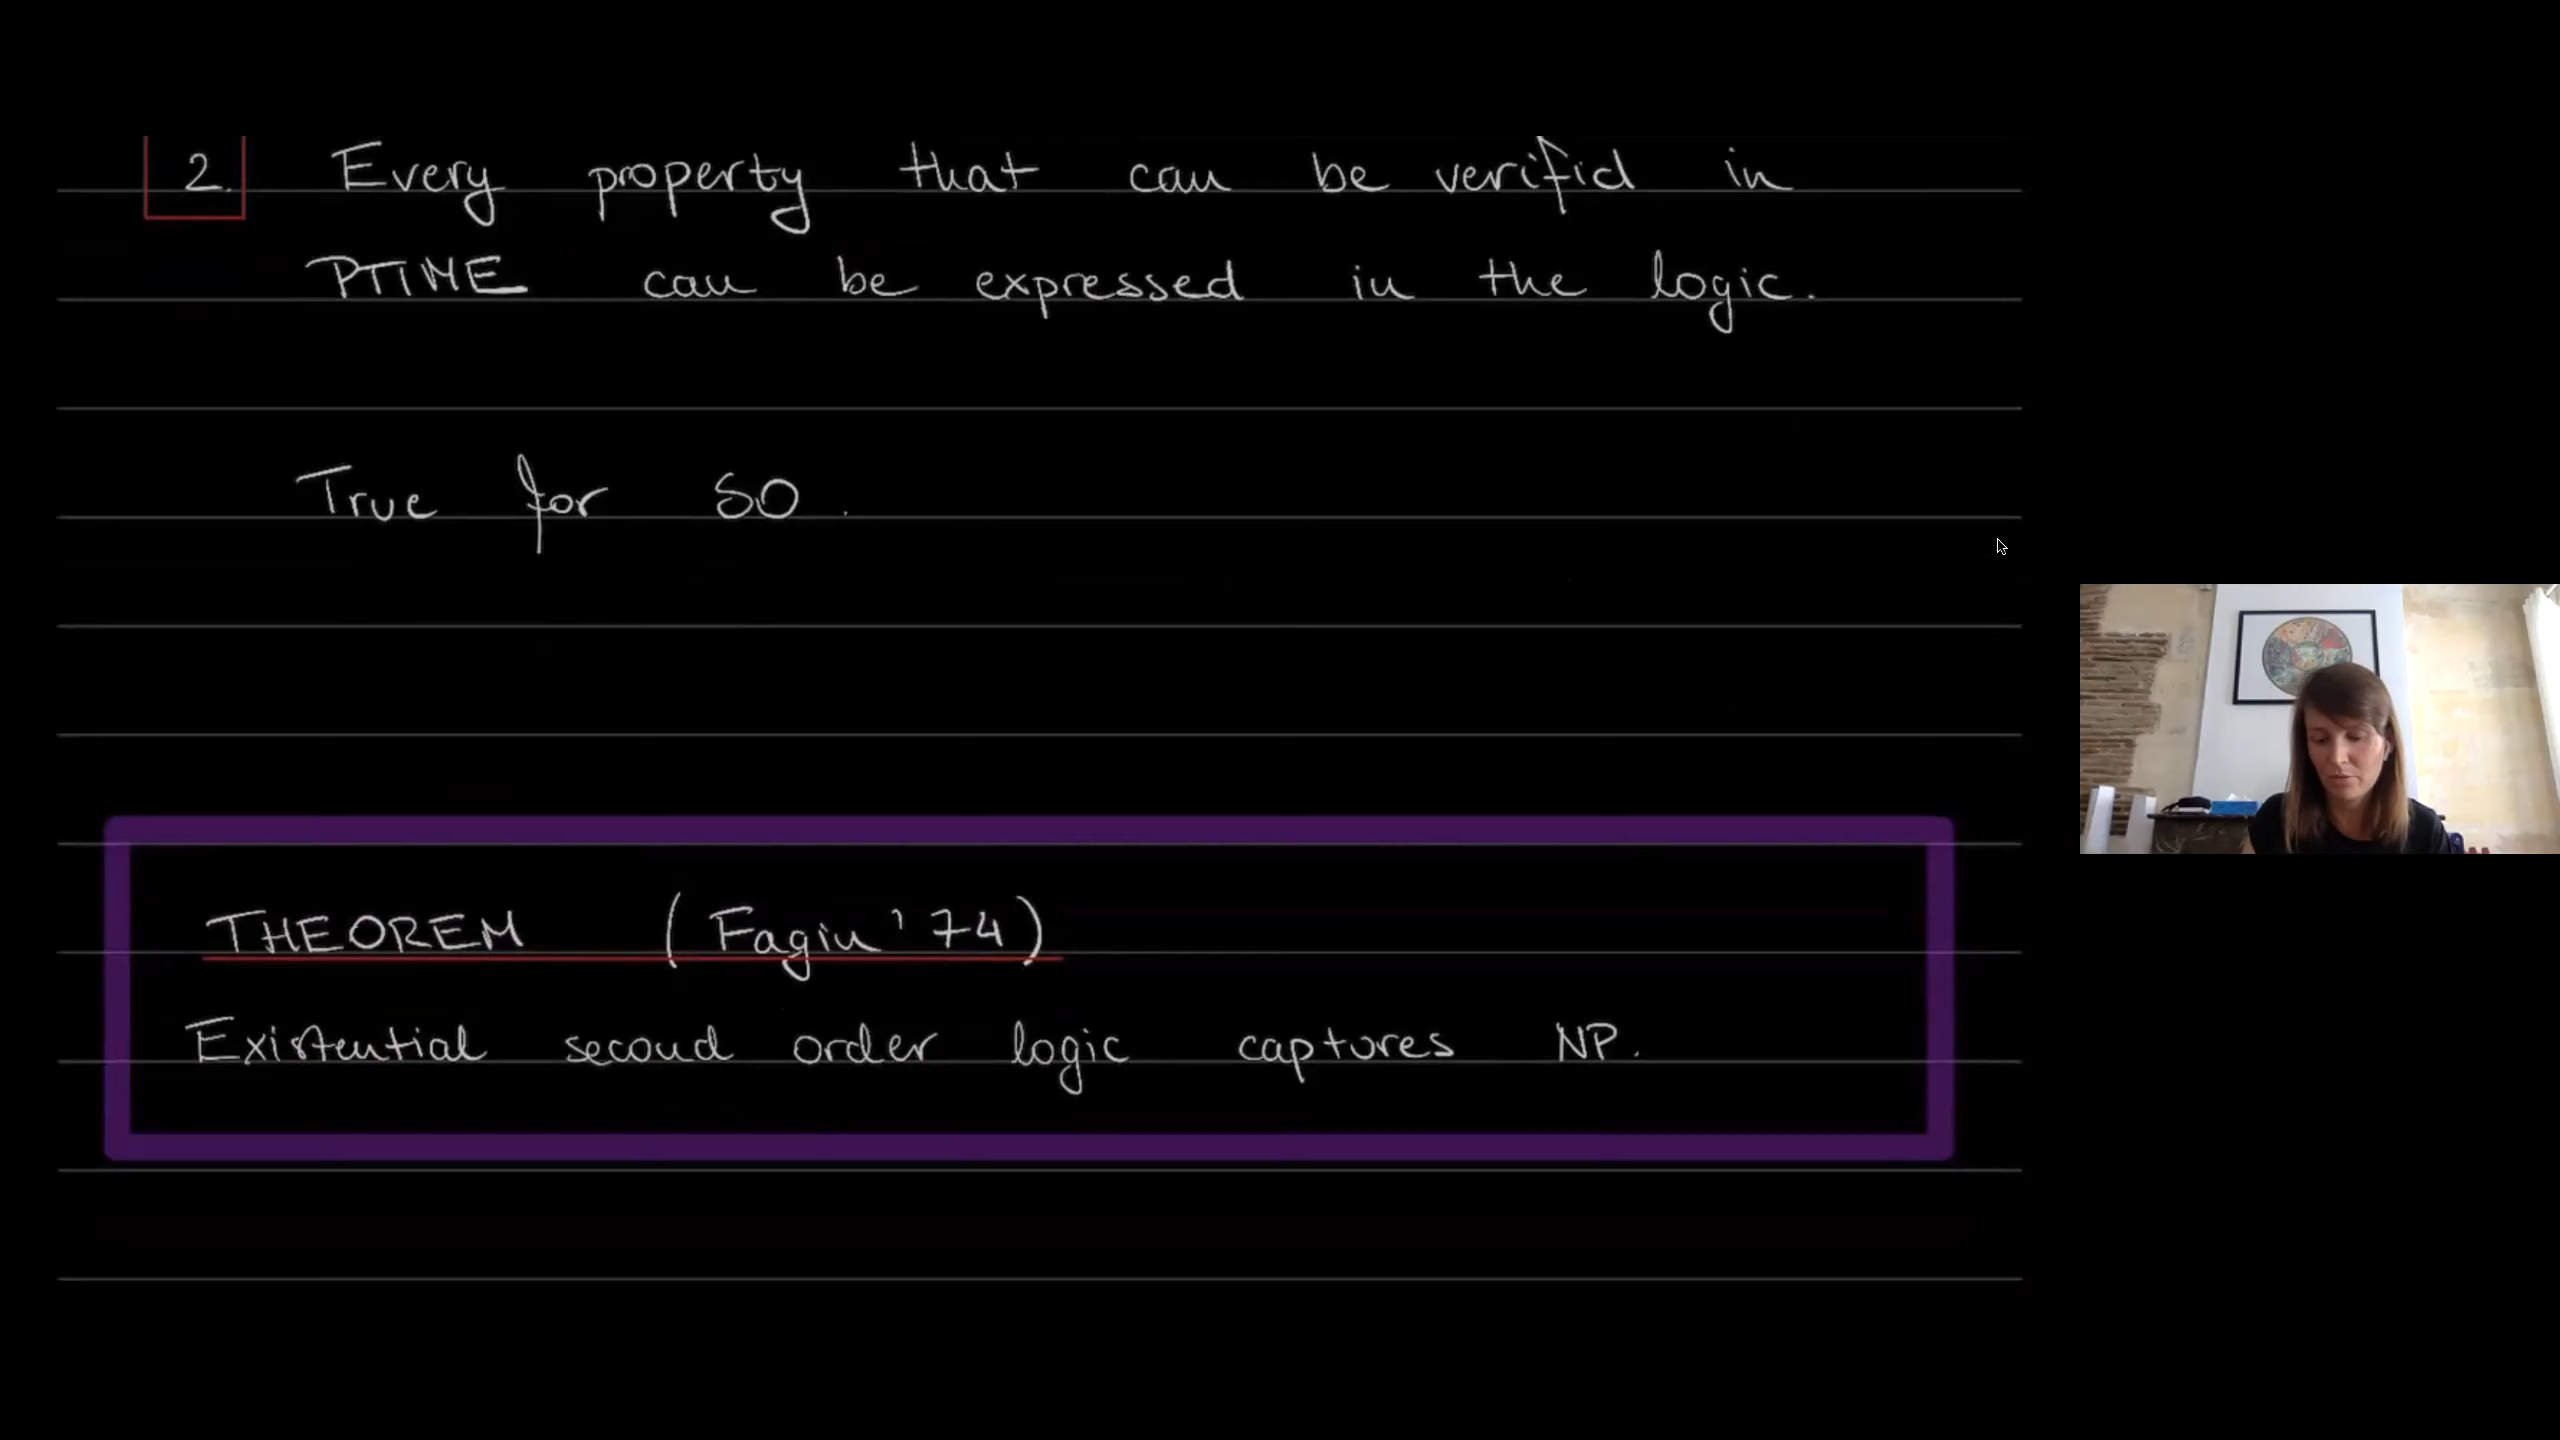 2. Every property that can be verifid in
PTIME can be expressed in the logic.
True for SO.
THEOREM (Fagin '74)
Existential second order logic captures NP.